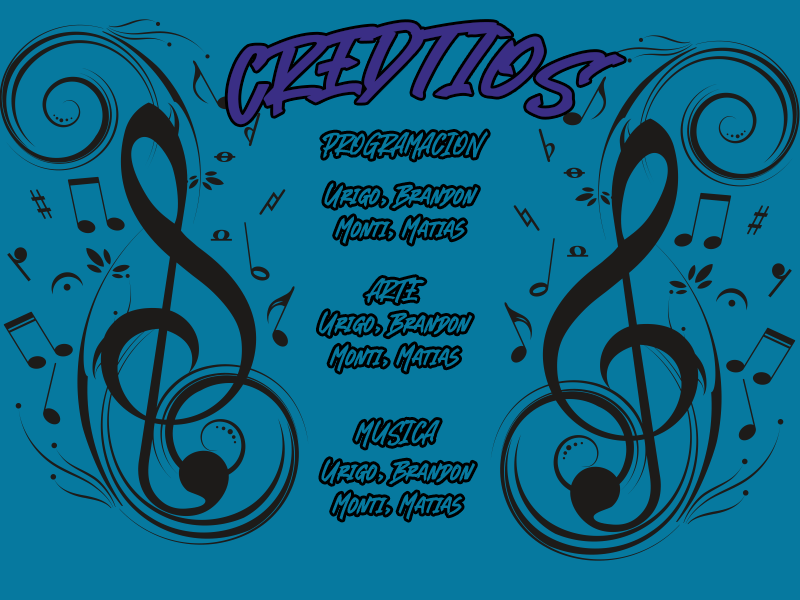 CREDTIOS
PROGRAMACION
Urigo, Brandon
Monti, Matias
ARTE
Urigo, Brandon
Monti, Matias
MUSICA
Urigo, Brandon
Monti, Matias